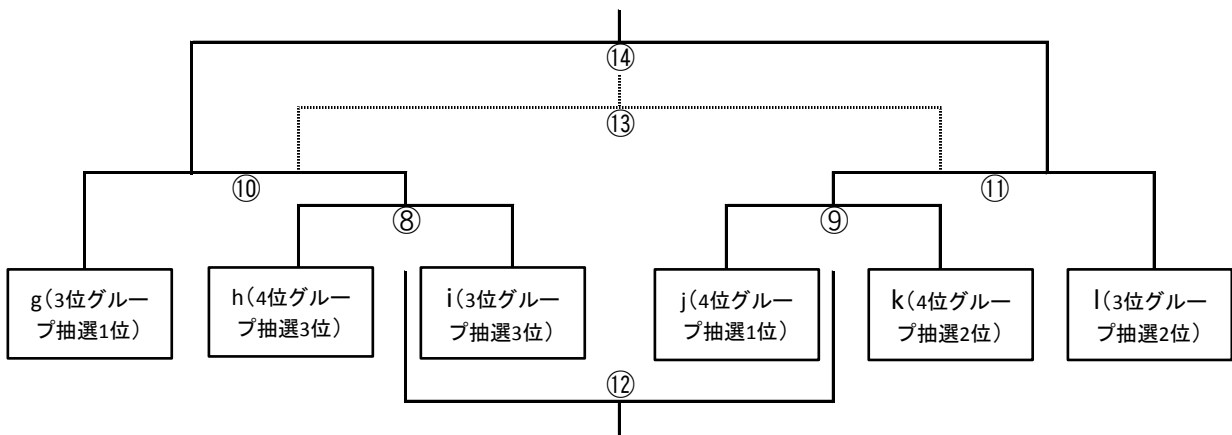 ⑭
⑬
⑩
⑪
⑧
⑨
g(3位グルー
プ抽選1位)
h(4位グルー
プ抽選3位)
i(3位グルー
プ抽選3位)
j(4位グルー
プ抽選1位)
k(4位グルー
プ抽選2位)
l(3位グルー
プ抽選2位)
⑫